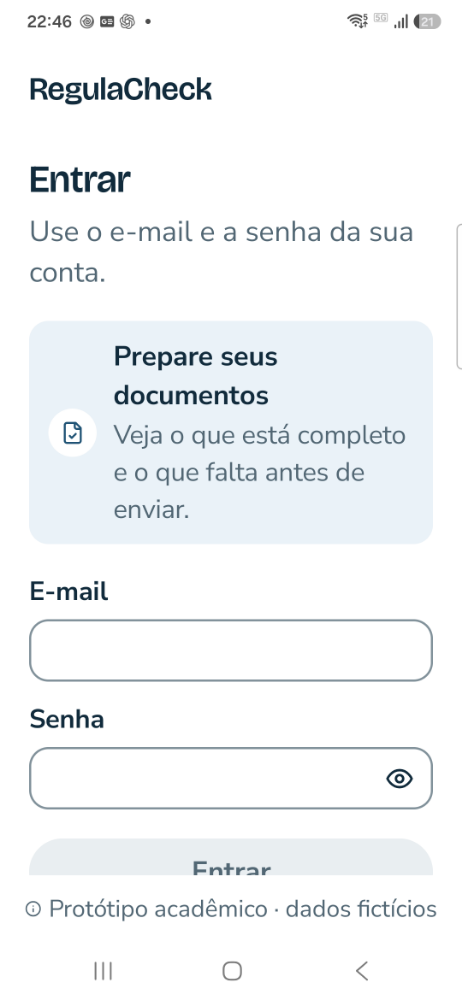 22:46
5G
21
RegulaCheck
Entrar
Use o e-mail e a senha da sua
conta.
Prepare seus
documentos
Veja o que está completo
e o que falta antes de
enviar.
E-mail
Senha
Entrar
Protótipo acadêmico · dados fictícios